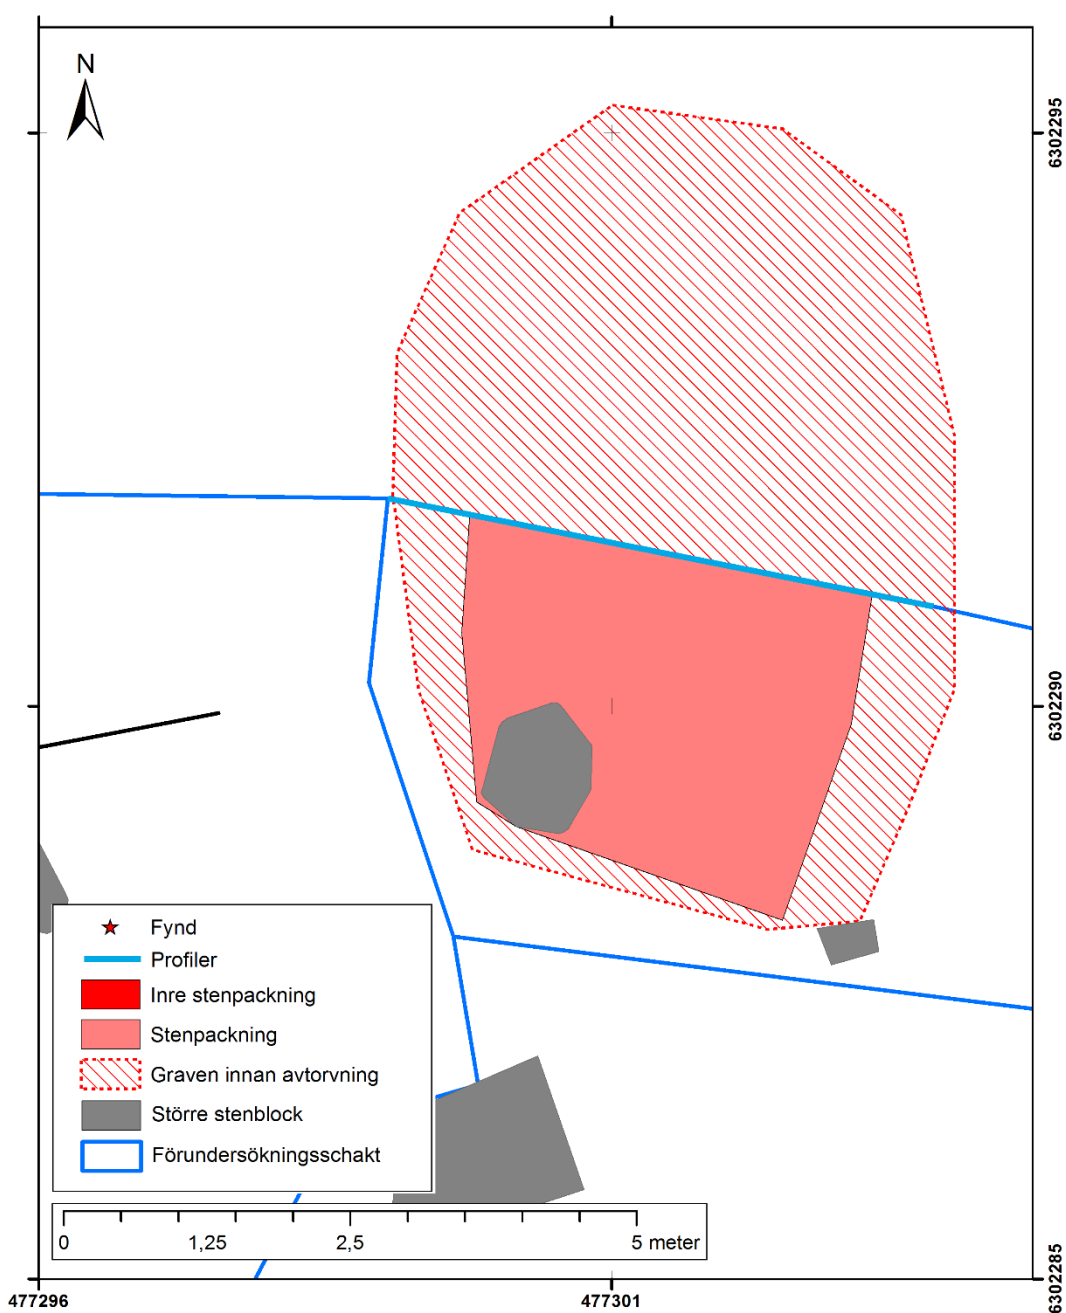 N
6302295
6302290
Fynd
Profiler
Inre stenpackning
Stenpackning
Graven innan avtorvning
Större stenblock
Förundersökningsschakt
0 1,25 2,5 5 meter
6302285
477296 477301